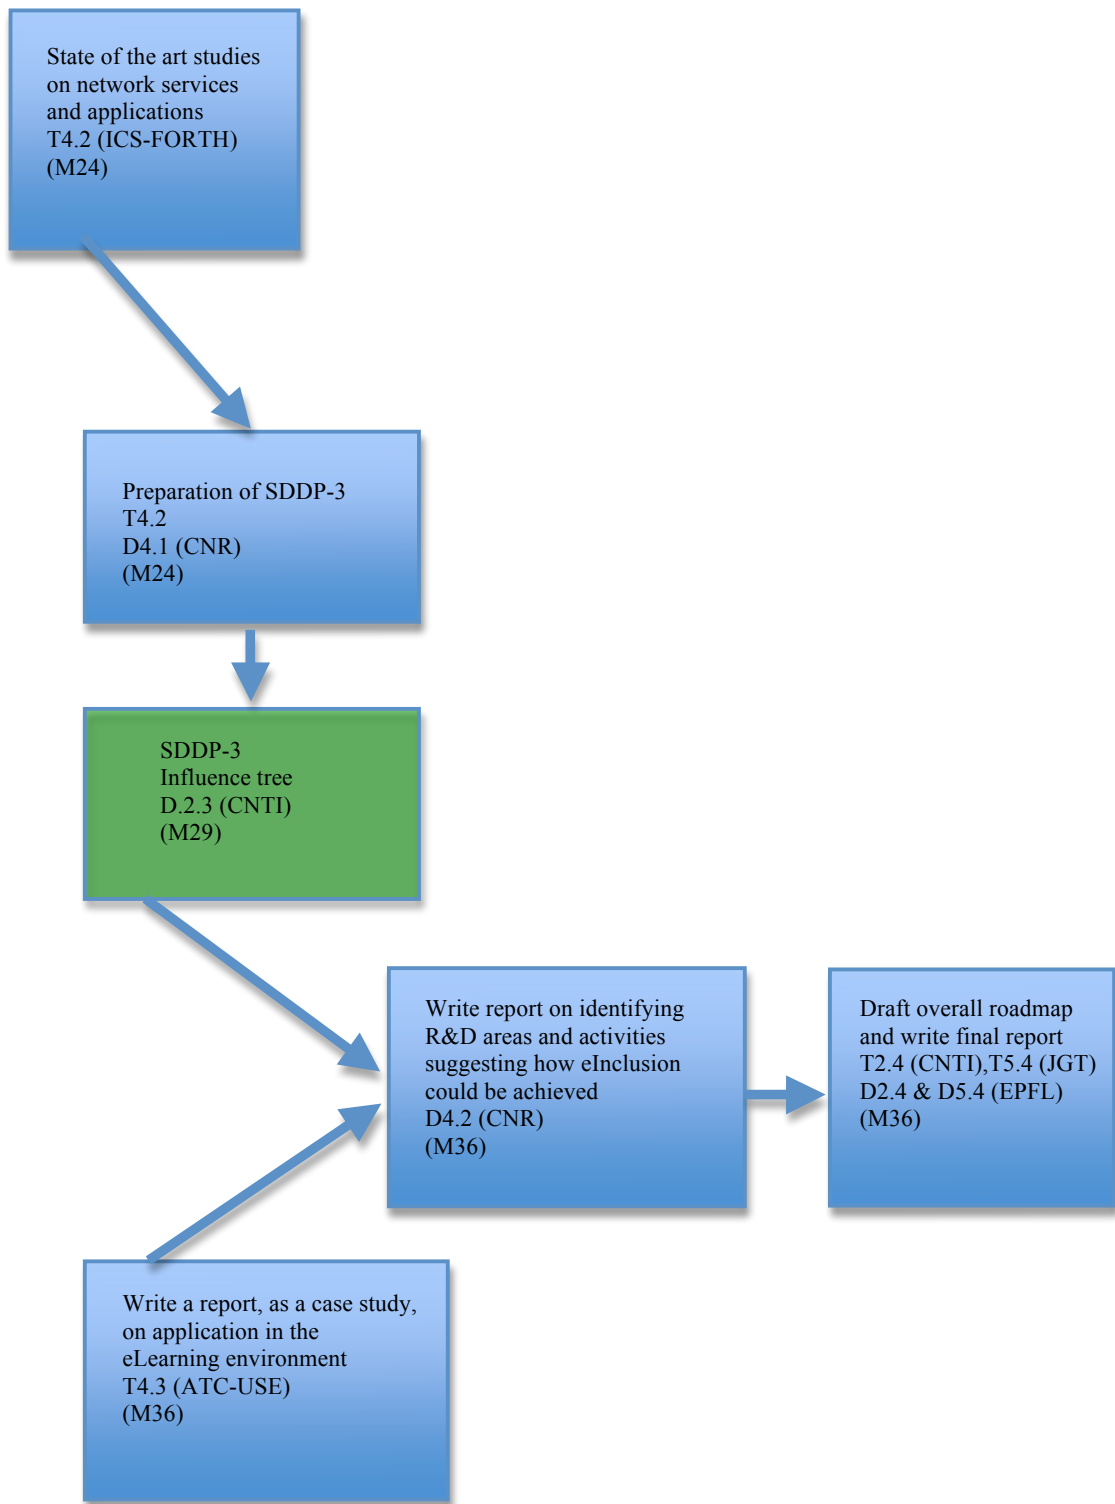 State of the art studies
on network services
and applications
T4.2 (ICS-FORTH)
(M24)
Preparation of SDDP-3
T4.2
D4.1 (CNR)
(M24)
SDDP-3
Influence tree
D.2.3 (CNTI)
(M29)
Write report on identifying
R&D areas and activities
suggesting how eInclusion
could be achieved
D4.2 (CNR)
(M36)
Draft overall roadmap
and write final report
T2.4 (CNTI),T5.4 (JGT)
D2.4 & D5.4 (EPFL)
(M36)
Write a report, as a case study,
on application in the
eLearning environment
T4.3 (ATC-USE)
(M36)